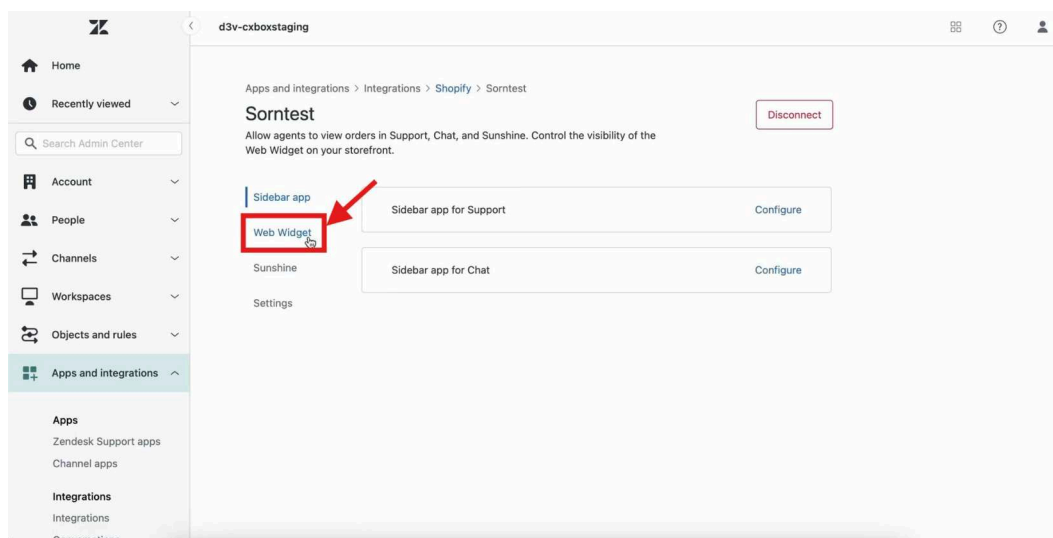 d3v-cxboxstaging
Home
Recently viewed
Search Admin Center
Account
People
Channels
Workspaces
Objects and rules
Apps and integrations
Apps
Zendesk Support apps
Channel apps
Integrations
Integrations
Apps and integrations > Integrations > Shopify > Sorntest
Sorntest
Disconnect
Allow agents to view orders in Support, Chat, and Sunshine. Control the visibility of the
Web Widget on your storefront.
Sidebar app
Web Widget
Sunshine
Settings
Sidebar app for Support
Configure
Sidebar app for Chat
Configure